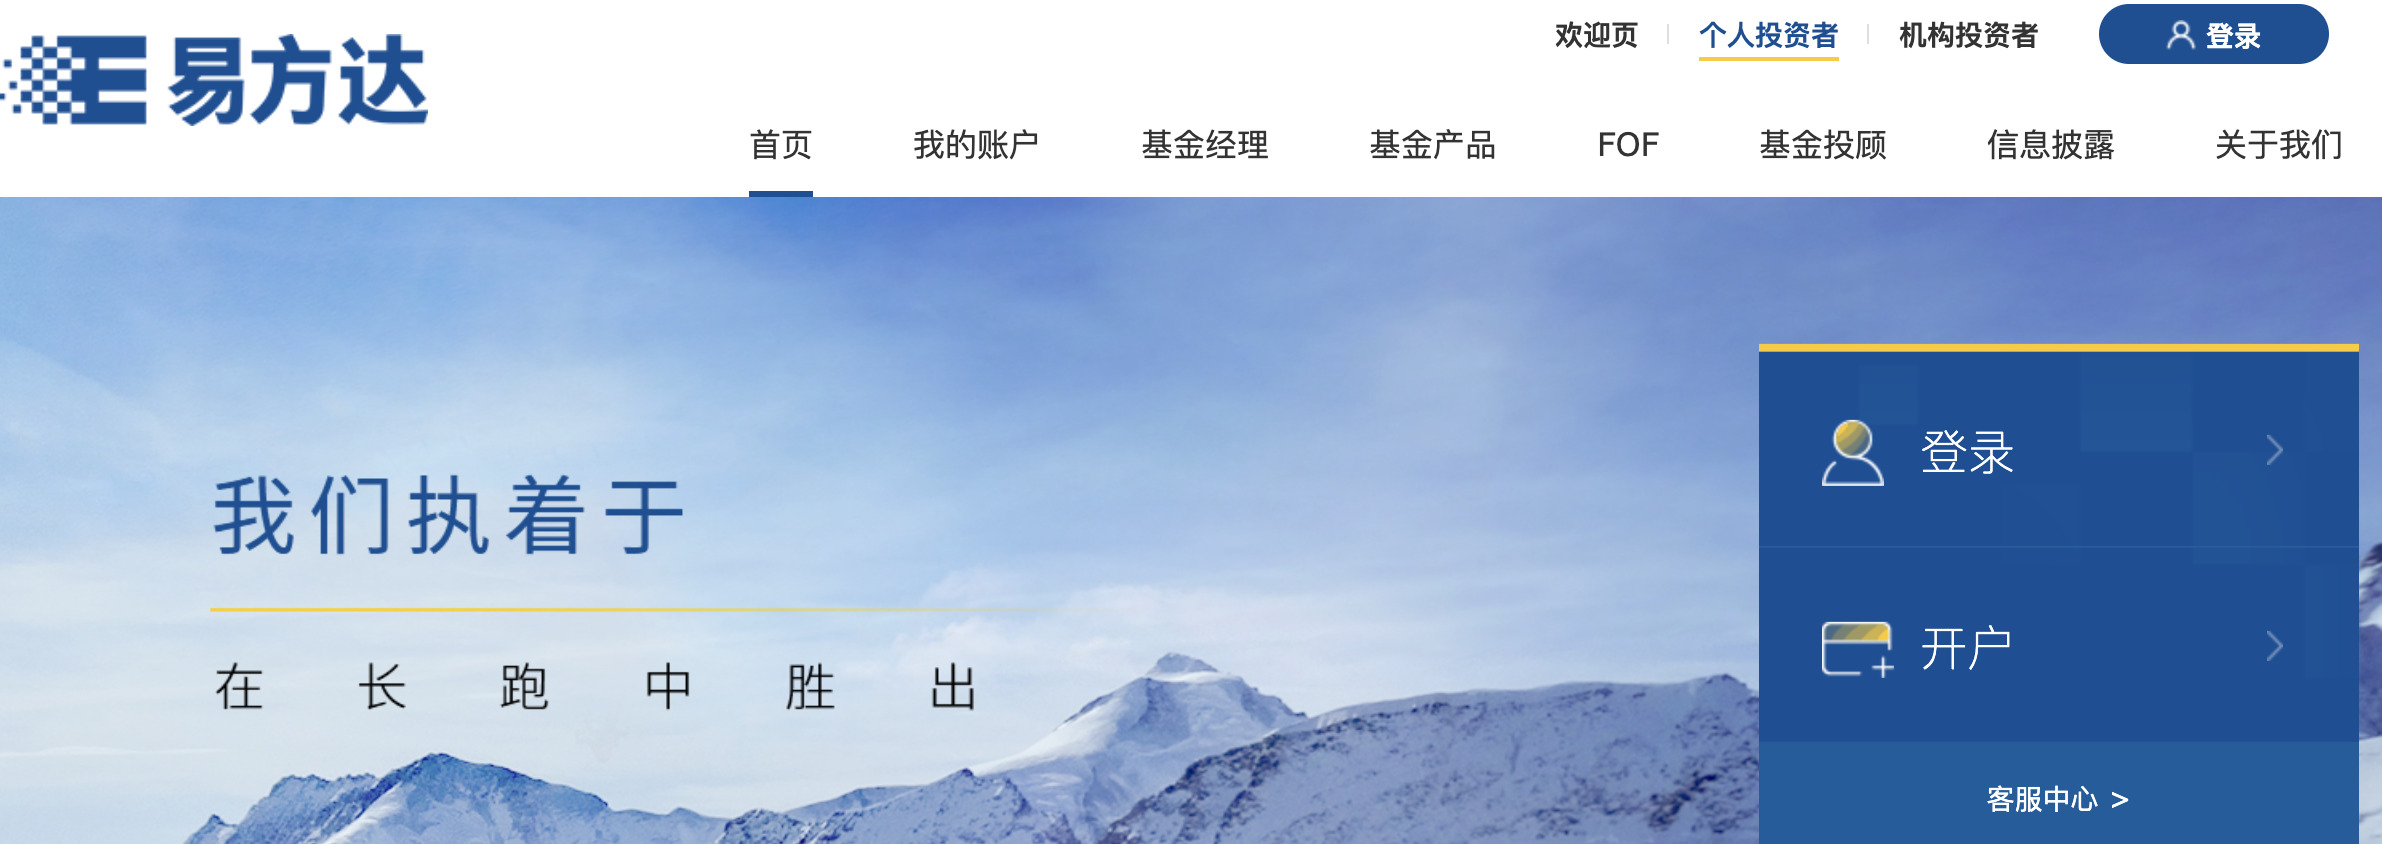 易方达
欢迎页 个人投资者 机构投资者 登录
首页 我的账户 基金经理 基金产品 FOF 基金投顾 信息披露 关于我们
我们执着于
在长跑中胜出
登录
开户
客服中心 >